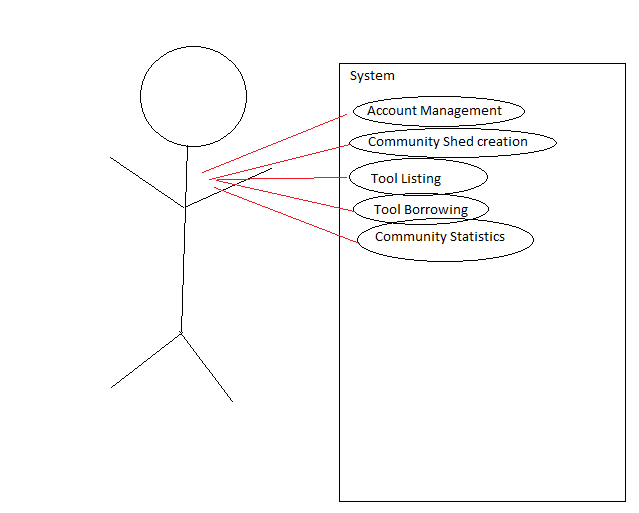 System
Account Management
Community Shed creation
Tool Listing
Tool Borrowing
Community Statistics